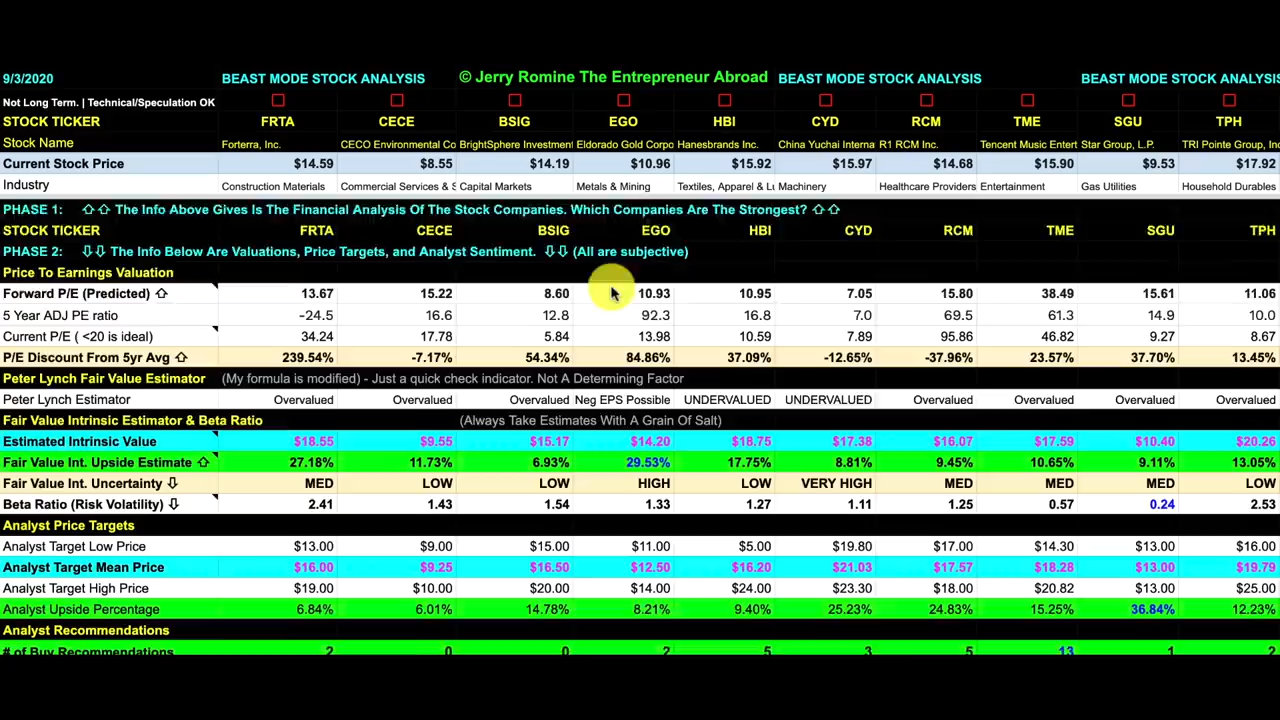 9/3/2020 BEAST MODE STOCK ANALYSIS © Jerry Romine The Entrepreneur Abroad BEAST MODE STOCK ANALYSIS BEAST MODE STOCK ANALYSIS
Not Long Term. | Technical/Speculation OK
STOCK TICKER FRTA CECE BSIG EGO HBI CYD RCM TME SGU TPH
Stock Name Forterra, Inc. CECO Environmental Co BrightSphere Investment Eldorado Gold Corpo Hanesbrands Inc. China Yuchai Interna R1 RCM Inc. Tencent Music Entert Star Group, L.P. TRI Pointe Group, Inc
Current Stock Price $14.59 $8.55 $14.19 $10.96 $15.92 $15.97 $14.68 $15.90 $9.53 $17.92
Industry Construction Materials Commercial Services & S Capital Markets Metals & Mining Textiles, Apparel & Lu Machinery Healthcare Providers Entertainment Gas Utilities Household Durables
PHASE 1: ⇧⇧ The Info Above Gives Is The Financial Analysis Of The Stock Companies. Which Companies Are The Strongest? ⇧⇧
STOCK TICKER FRTA CECE BSIG EGO HBI CYD RCM TME SGU TPH
PHASE 2: ⇩⇩ The Info Below Are Valuations, Price Targets, and Analyst Sentiment. ⇩⇩ (All are subjective)
Price To Earnings Valuation
Forward P/E (Predicted) ⇧ 13.67 15.22 8.60 10.93 10.95 7.05 15.80 38.49 15.61 11.06
5 Year ADJ PE ratio -24.5 16.6 12.8 92.3 16.8 7.0 69.5 61.3 14.9 10.0
Current P/E ( <20 is ideal) 34.24 17.78 5.84 13.98 10.59 7.89 95.86 46.82 9.27 8.67
P/E Discount From 5yr Avg ⇧ 239.54% -7.17% 54.34% 84.86% 37.09% -12.65% -37.96% 23.57% 37.70% 13.45%
Peter Lynch Fair Value Estimator (My formula is modified) - Just a quick check indicator. Not A Determining Factor
Peter Lynch Estimator Overvalued Overvalued Overvalued Neg EPS Possible UNDERVALUED UNDERVALUED Overvalued Overvalued Overvalued Overvalued
Fair Value Intrinsic Estimator & Beta Ratio (Always Take Estimates With A Grain Of Salt)
Estimated Intrinsic Value $18.55 $9.55 $15.17 $14.20 $18.75 $17.38 $16.07 $17.59 $10.40 $20.26
Fair Value Int. Upside Estimate ⇧ 27.18% 11.73% 6.93% 29.53% 17.75% 8.81% 9.45% 10.65% 9.11% 13.05%
Fair Value Int. Uncertainty ⇩ MED LOW LOW HIGH LOW VERY HIGH MED MED MED LOW
Beta Ratio (Risk Volatility) ⇩ 2.41 1.43 1.54 1.33 1.27 1.11 1.25 0.57 0.24 2.53
Analyst Price Targets
Analyst Target Low Price $13.00 $9.00 $15.00 $11.00 $5.00 $19.80 $17.00 $14.30 $13.00 $16.00
Analyst Target Mean Price $16.00 $9.25 $16.50 $12.50 $16.20 $21.03 $17.57 $18.28 $13.00 $19.79
Analyst Target High Price $19.00 $10.00 $20.00 $14.00 $24.00 $23.30 $18.00 $20.82 $13.00 $25.00
Analyst Upside Percentage 6.84% 6.01% 14.78% 8.21% 9.40% 25.23% 24.83% 15.25% 36.84% 12.23%
Analyst Recommendations
# of Buy Recommendations 2 0 0 2 5 3 5 13 1 2